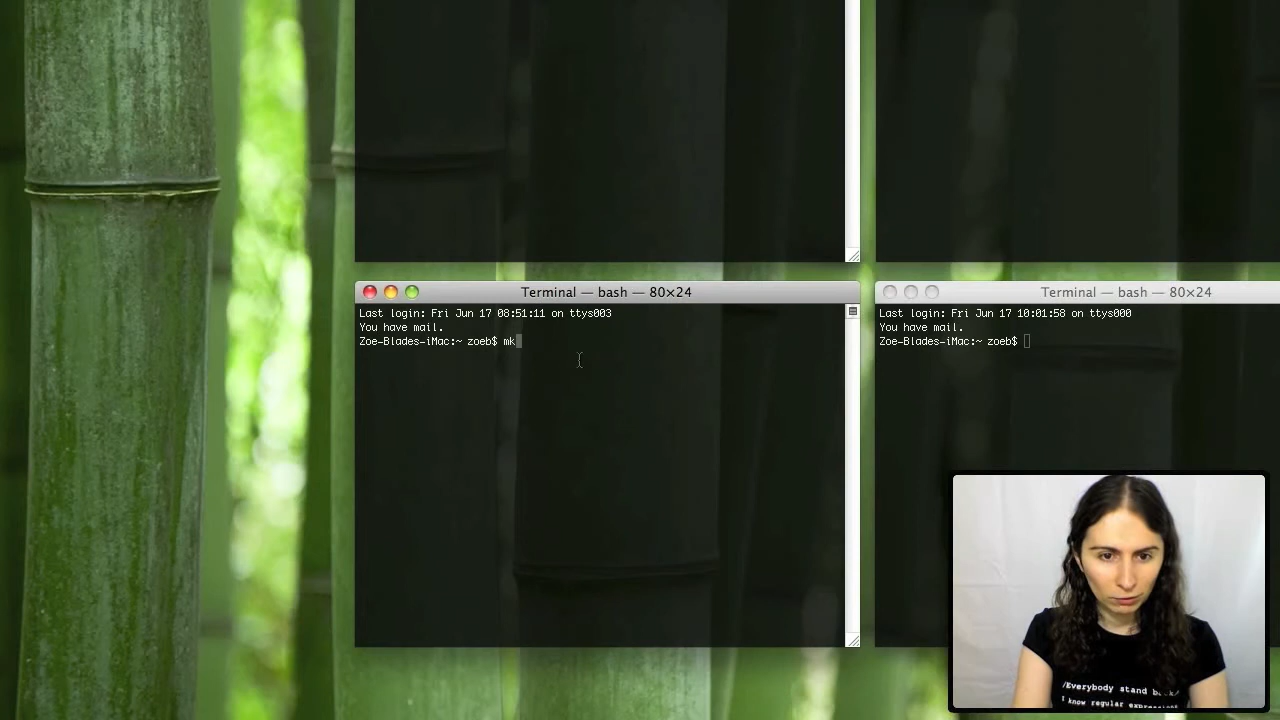 Terminal — bash — 80×24
Last login: Fri Jun 17 08:51:11 on ttys003
You have mail.
Zoe-Blades-iMac:~ zoeb$ mk
Terminal — bash — 80×24
Last login: Fri Jun 17 10:01:58 on ttys000
You have mail.
Zoe-Blades-iMac:~ zoeb$
/Everybody stand back/
I know regular expressions